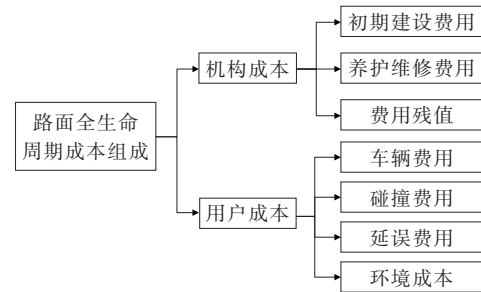 路面全生命
周期成本组成
机构成本
初期建设费用
养护维修费用
费用残值
用户成本
车辆费用
碰撞费用
延误费用
环境成本